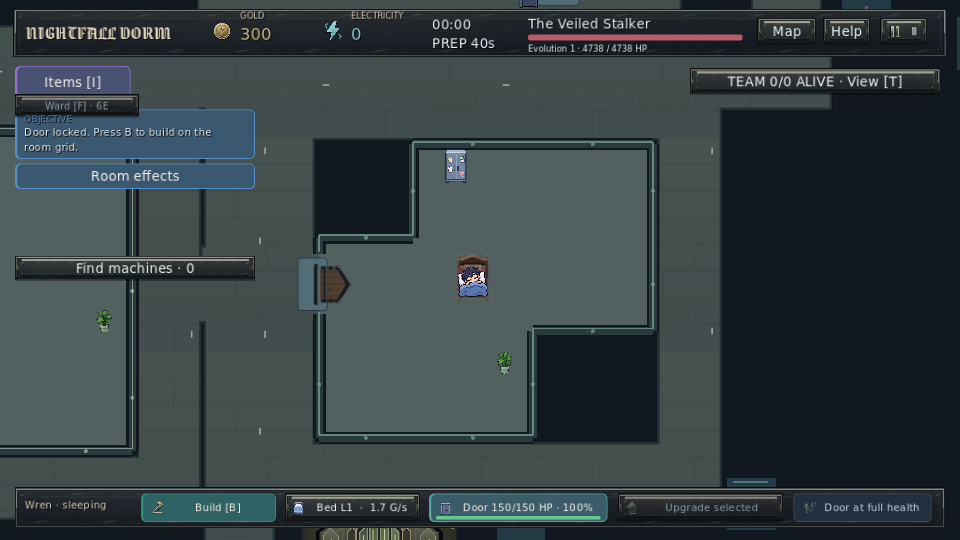 NIGHTFALL DORM
GOLD
300
ELECTRICITY
0
00:00
PREP 40s
The Veiled Stalker
Evolution 1 · 4738 / 4738 HP
Map
Help
II
Items [I]
Ward [F] · 6E
TEAM 0/0 ALIVE · View [T]
OBJECTIVE
Door locked. Press B to build on the
room grid.
Room effects
Find machines · 0
Wren · sleeping
Build [B]
Bed L1 · 1.7 G/s
Door 150/150 HP · 100%
Upgrade selected
Door at full health